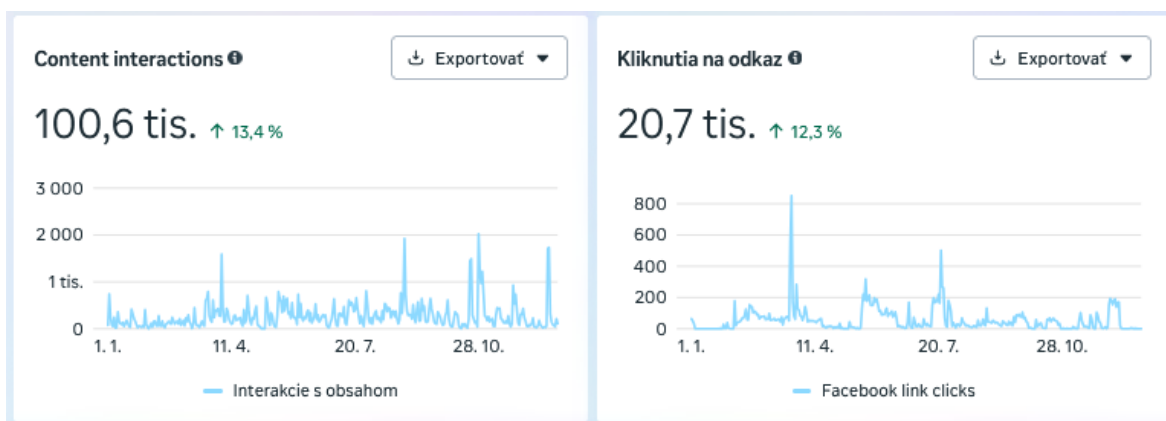 Content interactions
Exportovať
100,6 tis. ↑ 13,4 %
3 000
2 000
1 tis.
0
1. 1. 11. 4. 20. 7. 28. 10.
Interakcie s obsahom
Kliknutia na odkaz
Exportovať
20,7 tis. ↑ 12,3 %
800
600
400
200
0
1. 1. 11. 4. 20. 7. 28. 10.
Facebook link clicks